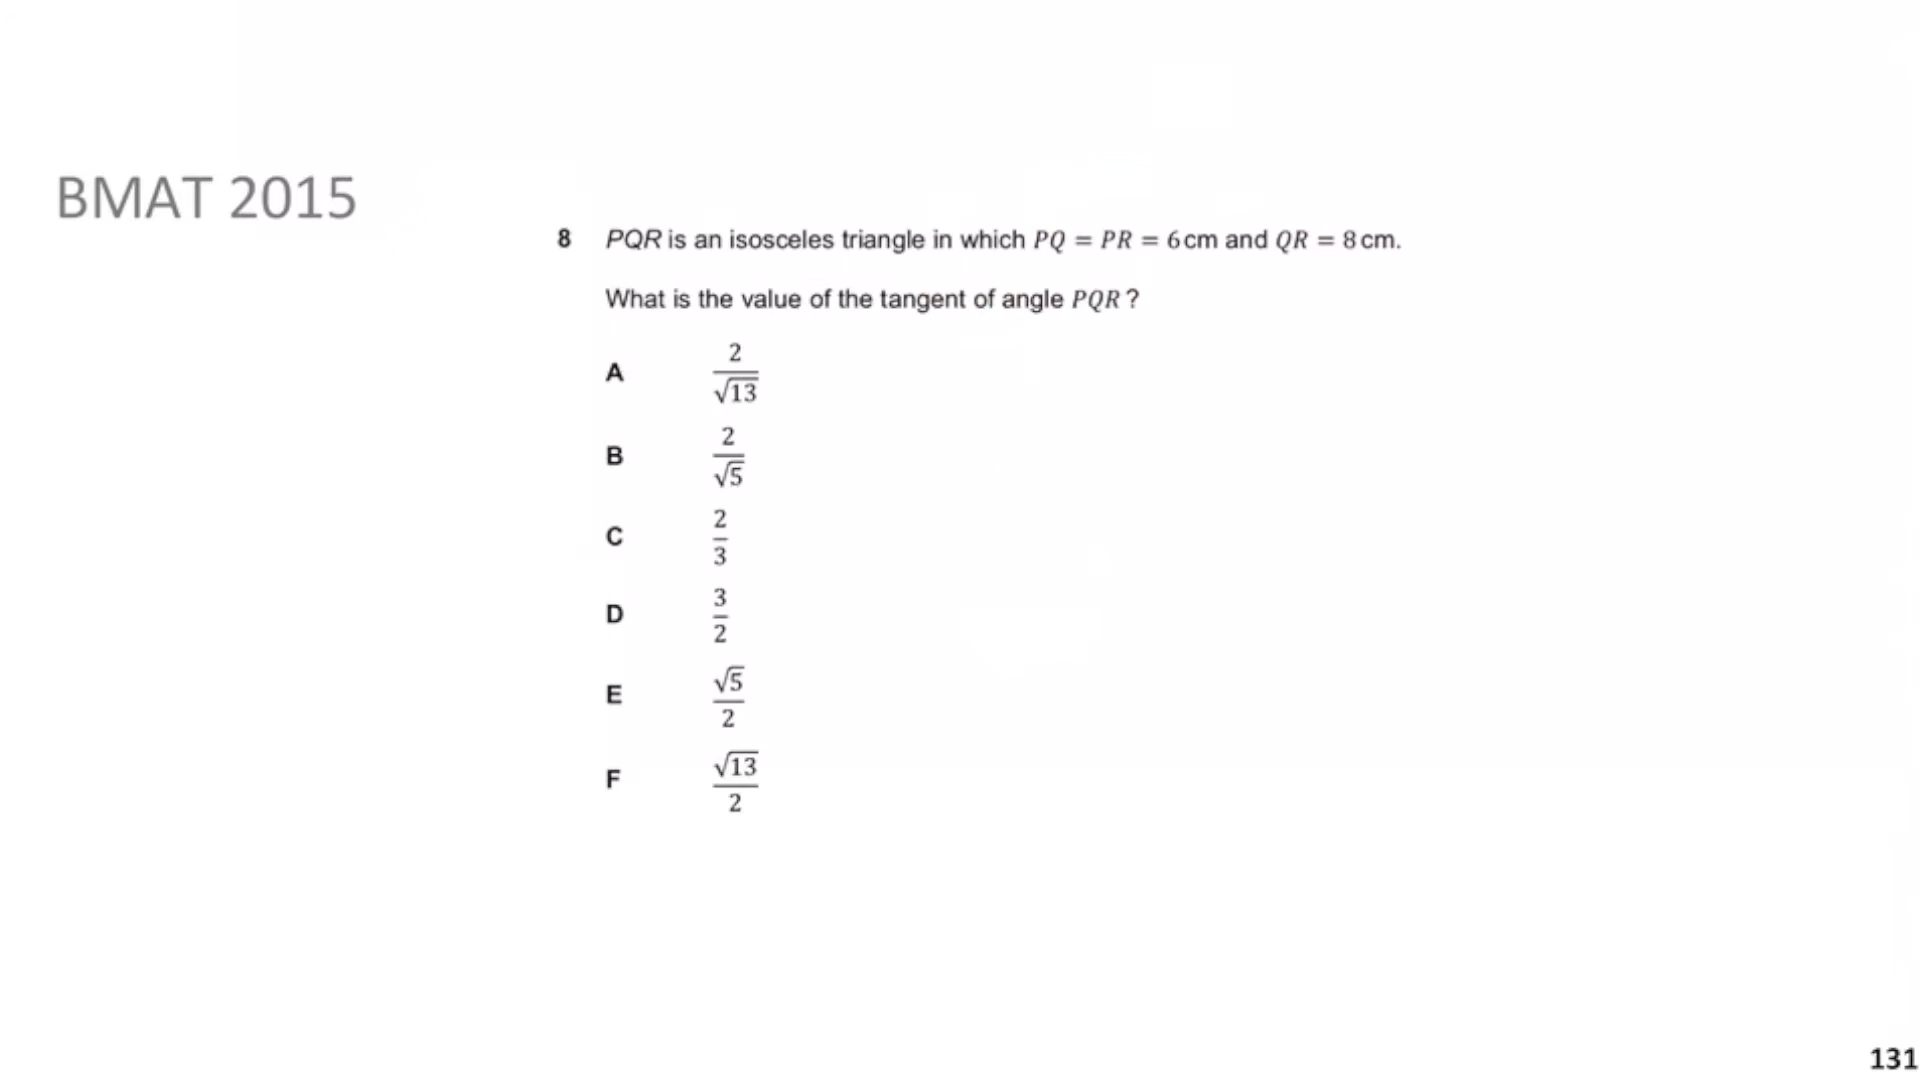 BMAT 2015
8 PQR is an isosceles triangle in which PQ = PR = 6 cm and QR = 8 cm.
What is the value of the tangent of angle PQR?
A 2/√13
B 2/√5
C 2/3
D 3/2
E √5/2
F √13/2
131